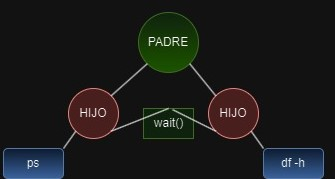 PADRE
HIJO
HIJO
wait()
ps
df -h